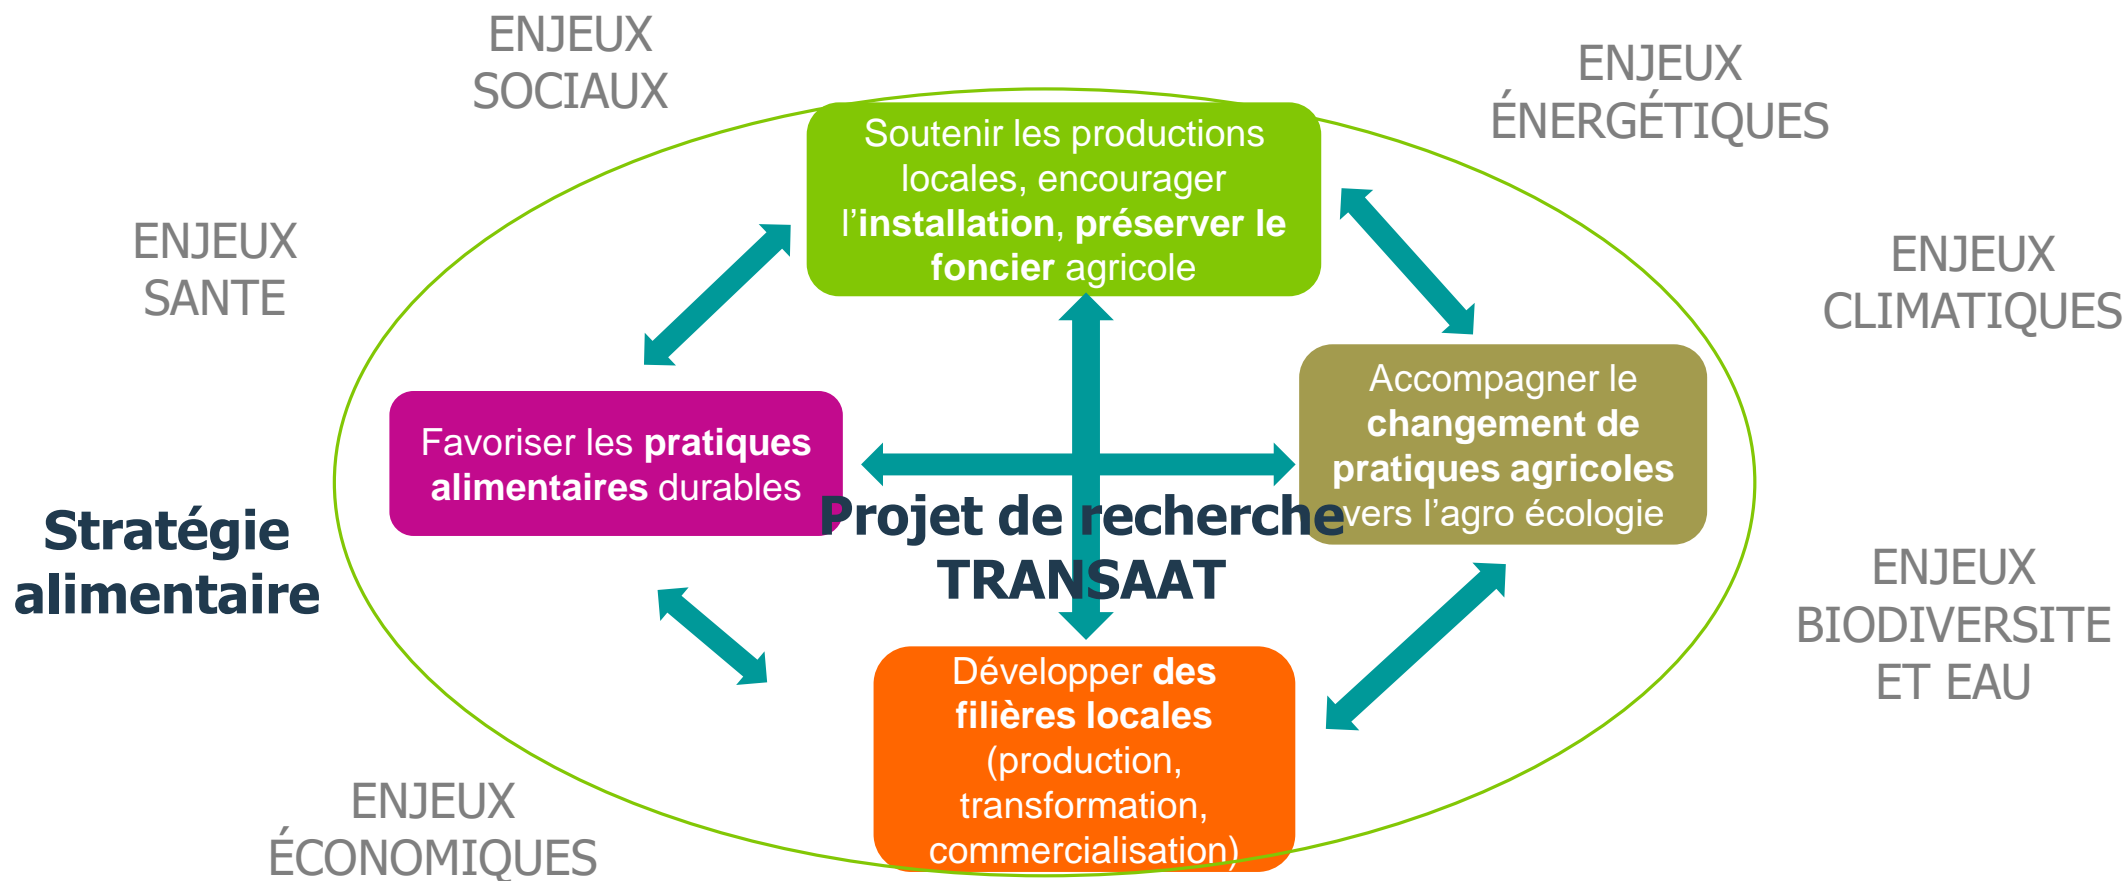 ENJEUX
SOCIAUX
ENJEUX
ÉNERGÉTIQUES
Soutenir les productions
locales, encourager
l’installation, préserver le
foncier agricole
ENJEUX
SANTE
ENJEUX
CLIMATIQUES
Favoriser les pratiques
alimentaires durables
Accompagner le
changement de
pratiques agricoles
vers l’agro écologie
Stratégie
alimentaire
Projet de recherche
TRANSAAT
ENJEUX
BIODIVERSITE
ET EAU
Développer des
filières locales
(production,
transformation,
commercialisation)
ENJEUX
ÉCONOMIQUES